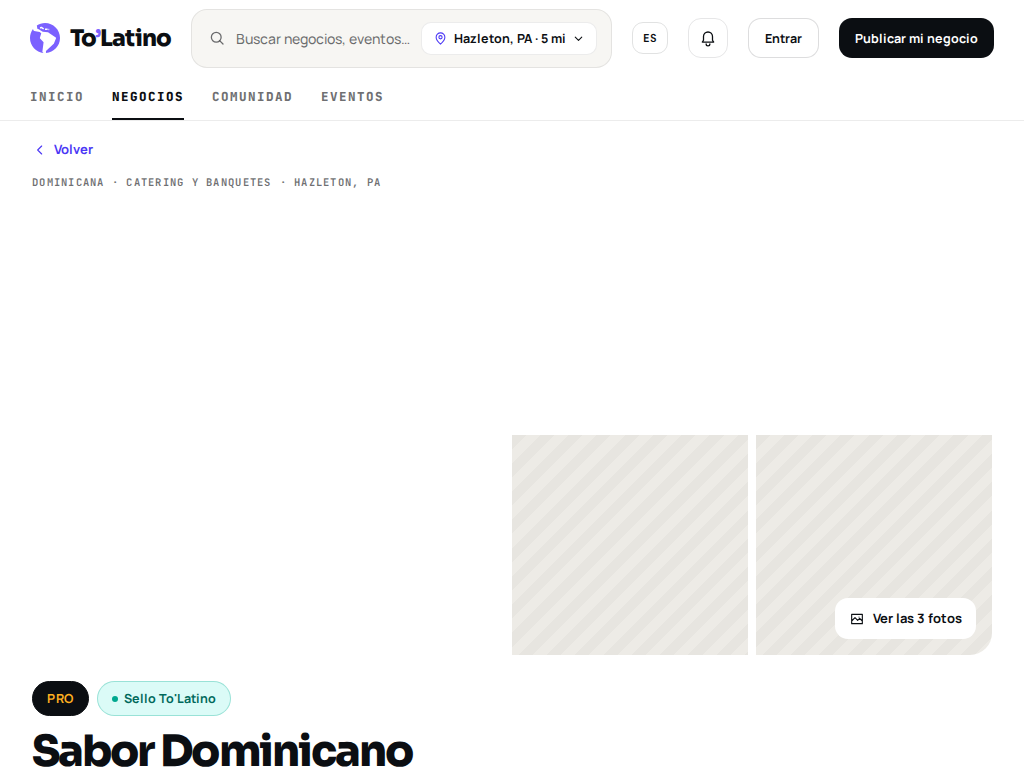 To'Latino
Buscar negocios, eventos...
Hazleton, PA · 5 mi
ES
Entrar
Publicar mi negocio
INICIO
NEGOCIOS
COMUNIDAD
EVENTOS
Volver
DOMINICANA · CATERING Y BANQUETES · HAZLETON, PA
Ver las 3 fotos
PRO
Sello To'Latino
Sabor Dominicano